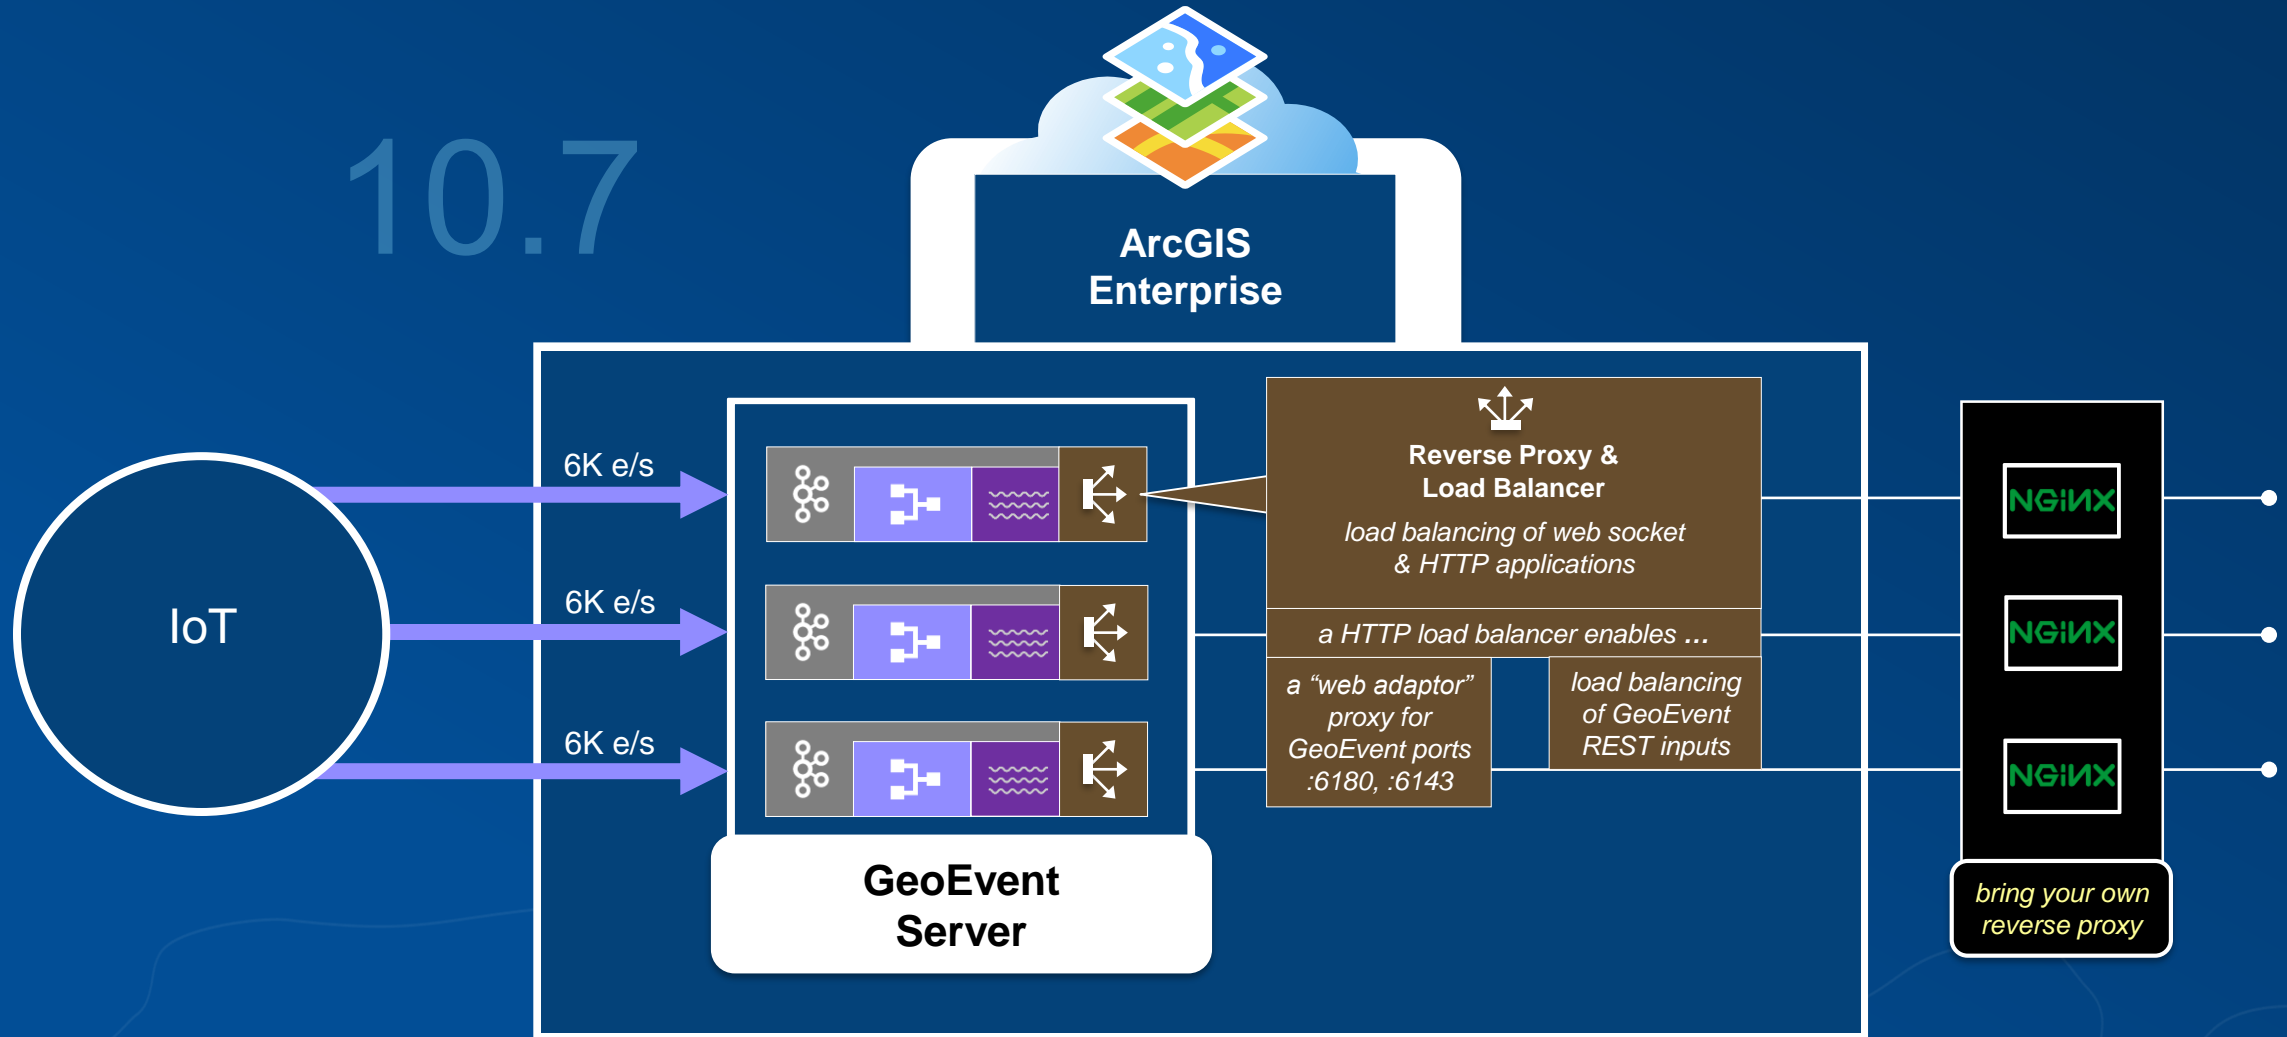 10.7
ArcGIS
Enterprise
IoT
6K e/s
6K e/s
6K e/s
GeoEvent
Server
Reverse Proxy &
Load Balancer
load balancing of web socket
& HTTP applications
a HTTP load balancer enables ...
a “web adaptor”
proxy for
GeoEvent ports
:6180, :6143
load balancing
of GeoEvent
REST inputs
NGINX
NGINX
NGINX
bring your own
reverse proxy